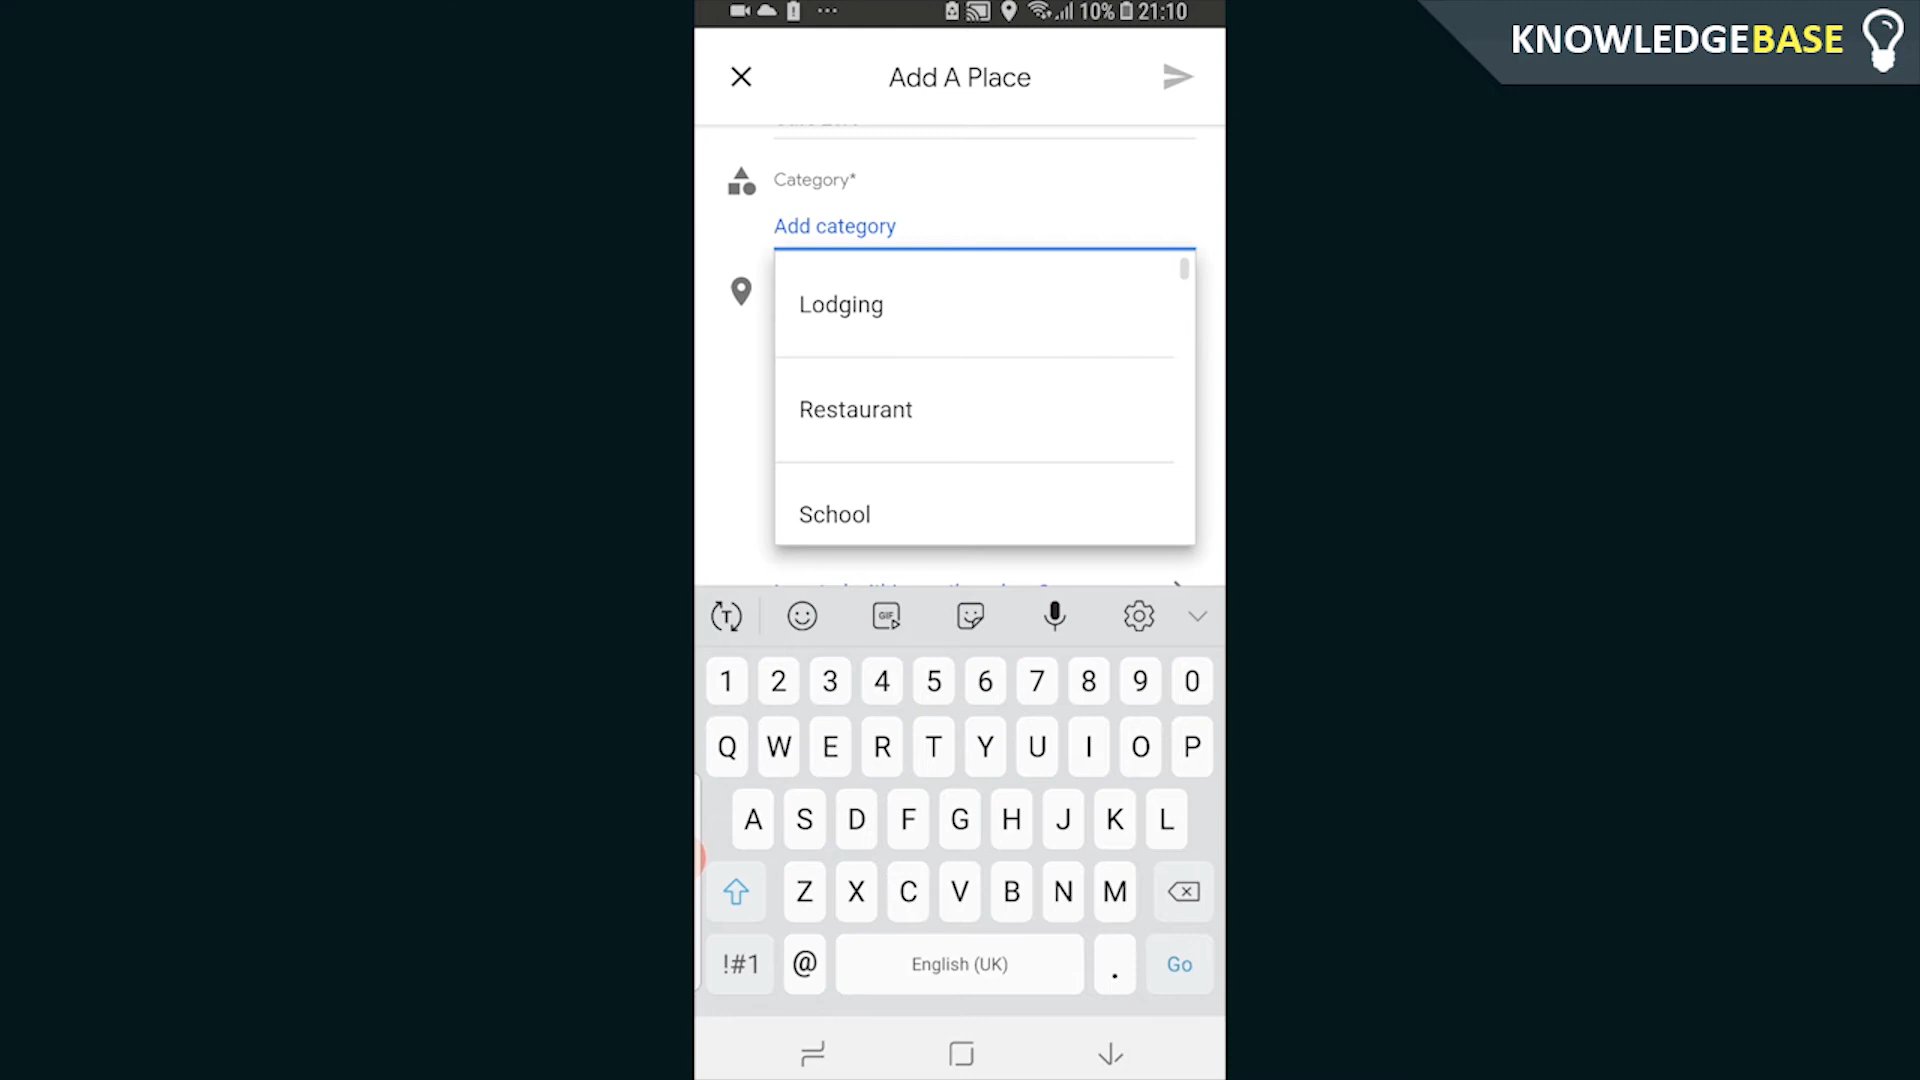 10% 21:10
KNOWLEDGEBASE
Add A Place
Category*
Add category
Lodging
Restaurant
School
GIF
1 2 3 4 5 6 7 8 9 0
Q W E R T Y U I O P
A S D F G H J K L
Z X C V B N M
!#1 @ English (UK) . Go